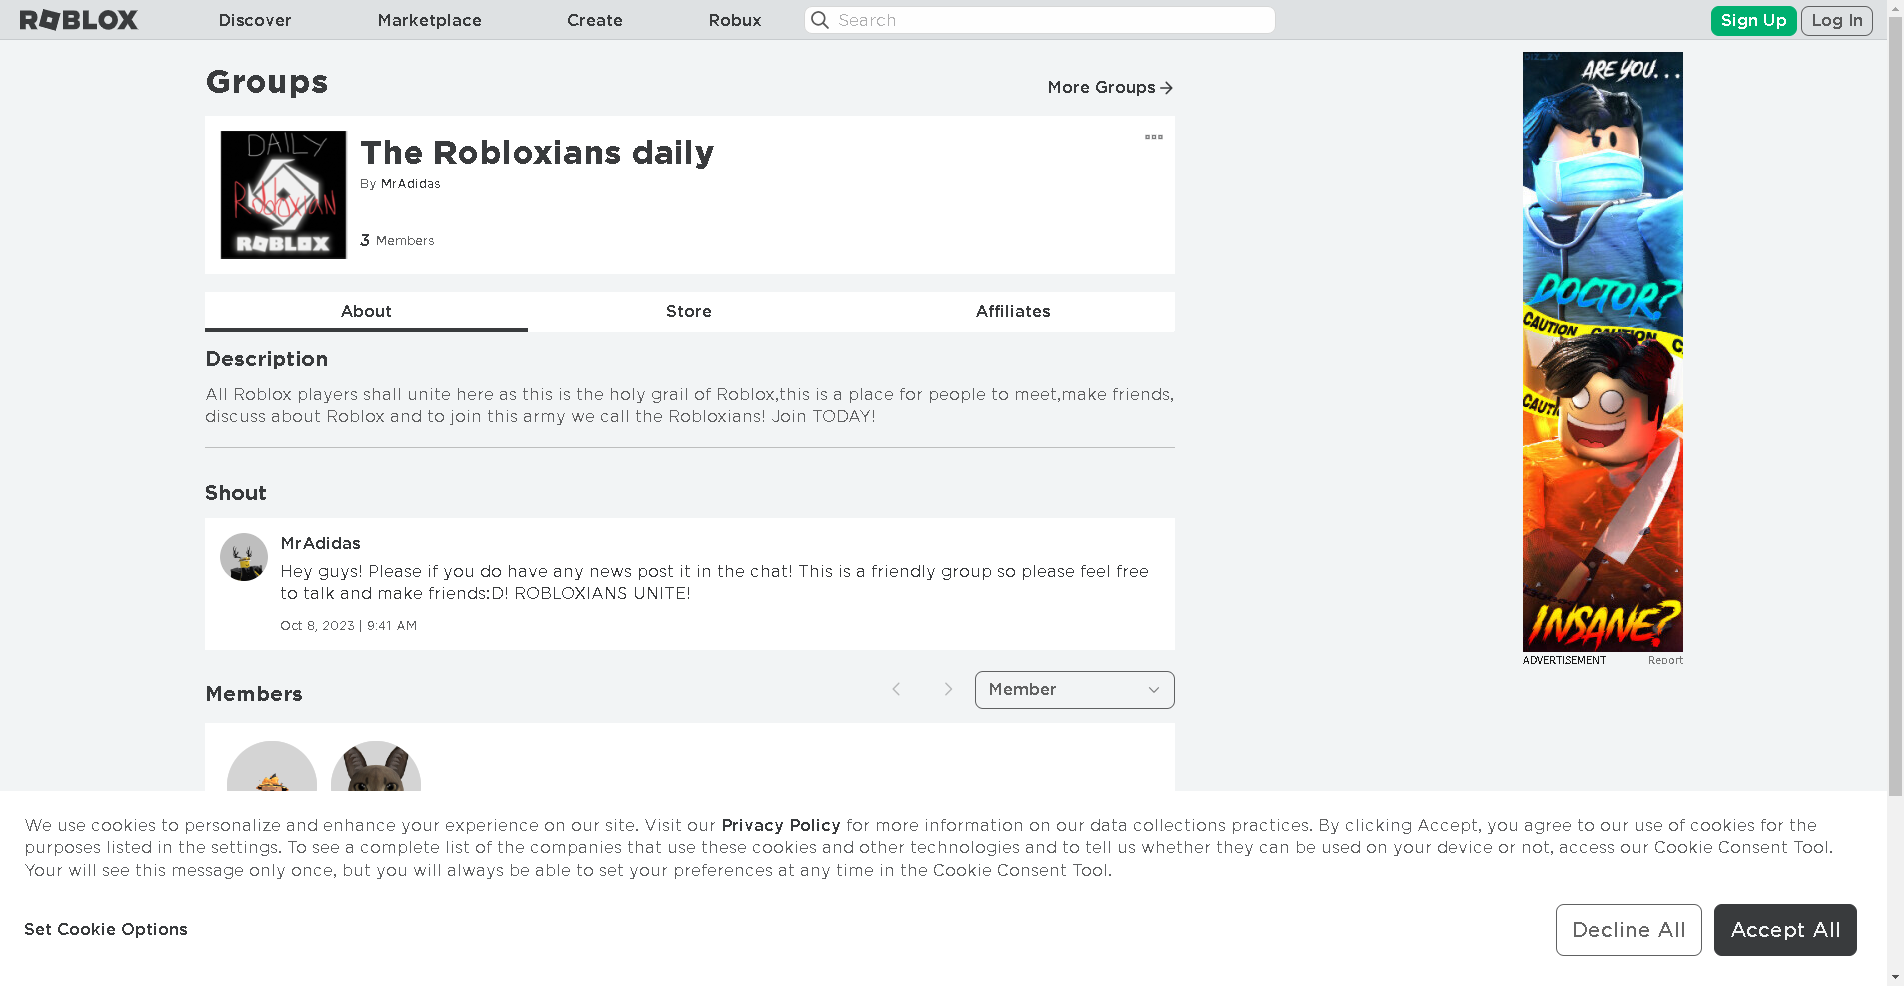 ROBLOX
Discover
Marketplace
Create
Robux
Search
Sign Up
Log In
Groups
More Groups
DAILY
Robloxian
ROBLOX
The Robloxians daily
By MrAdidas
3 Members
About
Store
Affiliates
Description
All Roblox players shall unite here as this is the holy grail of Roblox,this is a place for people to meet,make friends,
discuss about Roblox and to join this army we call the Robloxians! Join TODAY!
Shout
MrAdidas
Hey guys! Please if you do have any news post it in the chat! This is a friendly group so please feel free
to talk and make friends:D! ROBLOXIANS UNITE!
Oct 8, 2023 | 9:41 AM
Members
Member
ARE YOU...
DOCTOR?
CAUTION CAUTION C
CAUTI
INSANE?
ADVERTISEMENT
Report
We use cookies to personalize and enhance your experience on our site. Visit our Privacy Policy for more information on our data collections practices. By clicking Accept, you agree to our use of cookies for the
purposes listed in the settings. To see a complete list of the companies that use these cookies and other technologies and to tell us whether they can be used on your device or not, access our Cookie Consent Tool.
Your will see this message only once, but you will always be able to set your preferences at any time in the Cookie Consent Tool.
Set Cookie Options
Decline All
Accept All